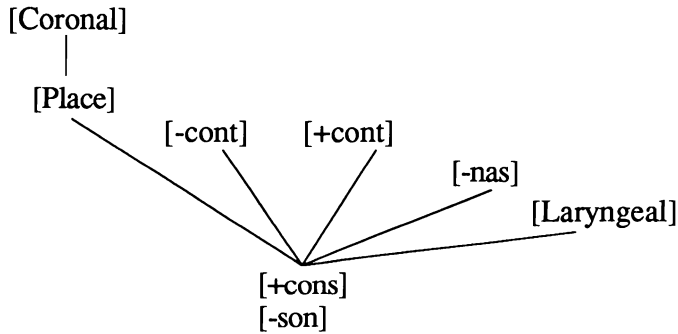 [Coronal]
[Place]
[-cont] [+cont]
[-nas]
[Laryngeal]
[+cons]
[-son]